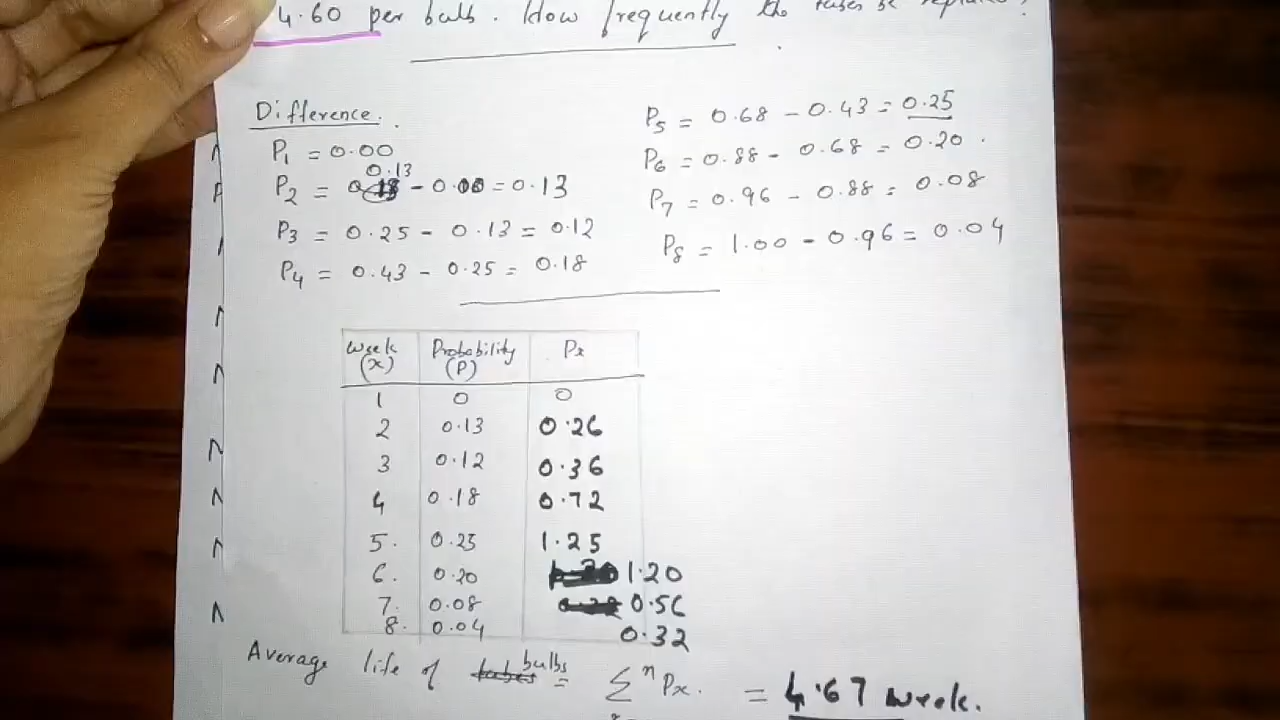 4.60 per bulb. How frequently the tubes be replaced?
Difference.
P1 = 0.00
0.13
P2 = - 0.00 = 0.13
P3 = 0.25 - 0.13 = 0.12
P4 = 0.43 - 0.25 = 0.18
P5 = 0.68 - 0.43 = 0.25
P6 = 0.88 - 0.68 = 0.20
P7 = 0.96 - 0.88 = 0.08
P8 = 1.00 - 0.96 = 0.04
Week (x) Probability (P) Px
1 0 0
2 0.13 0.26
3 0.12 0.36
4 0.18 0.72
5. 0.25 1.25
6. 0.20 1.20
7. 0.08 0.56
8. 0.04 0.32
Average life of bulbs = Σ n Px. = 4.67 week.